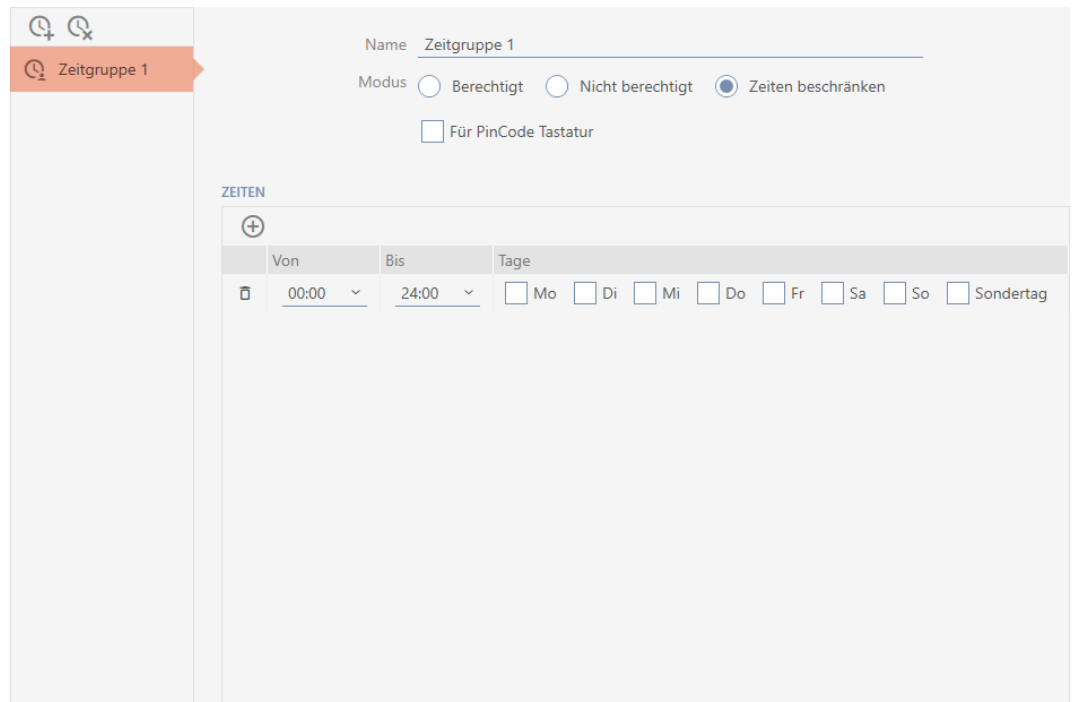 Zeitgruppe 1
Name Zeitgruppe 1
Modus Berechtigt Nicht berechtigt Zeiten beschränken
Für PinCode Tastatur
ZEITEN
Von Bis Tage
00:00 24:00 Mo Di Mi Do Fr Sa So Sondertag